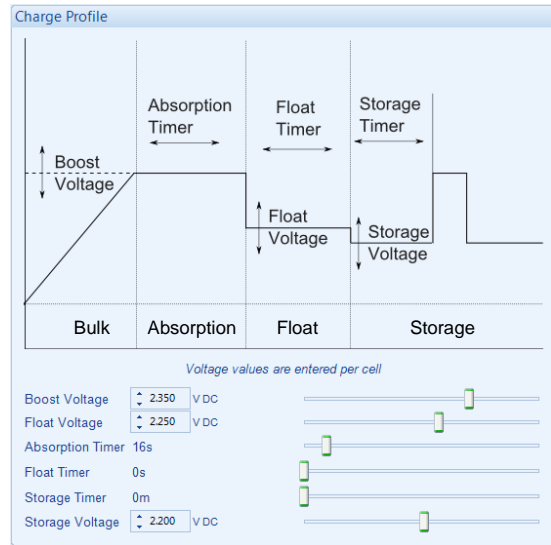 Charge Profile
Absorption
Timer
Float
Timer
Storage
Timer
Boost
Voltage
Float
Voltage
Storage
Voltage
Bulk
Absorption
Float
Storage
Voltage values are entered per cell
Boost Voltage 2.350 V DC
Float Voltage 2.250 V DC
Absorption Timer 16s
Float Timer 0s
Storage Timer 0m
Storage Voltage 2.200 V DC